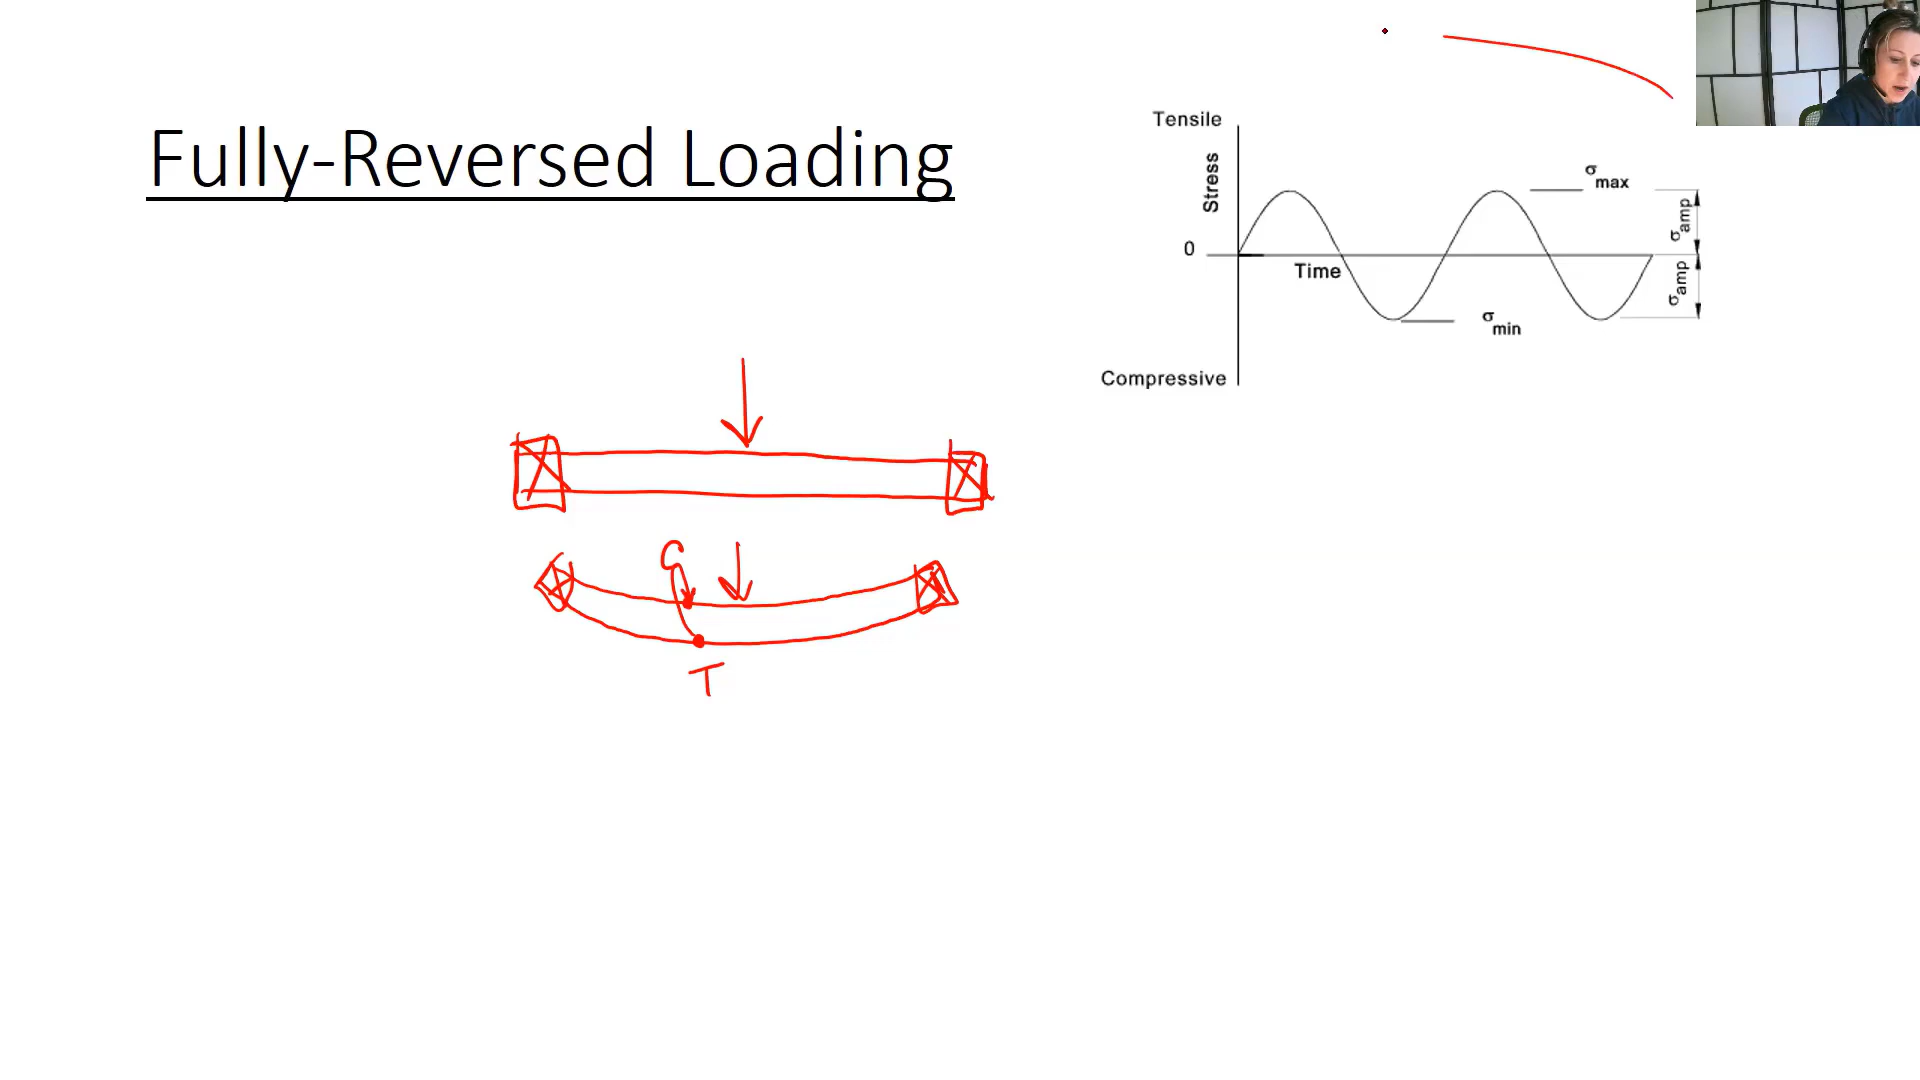 Fully-Reversed Loading
Tensile
Stress
0
Time
Compressive
σmax
σmin
σamp
σamp
C
T